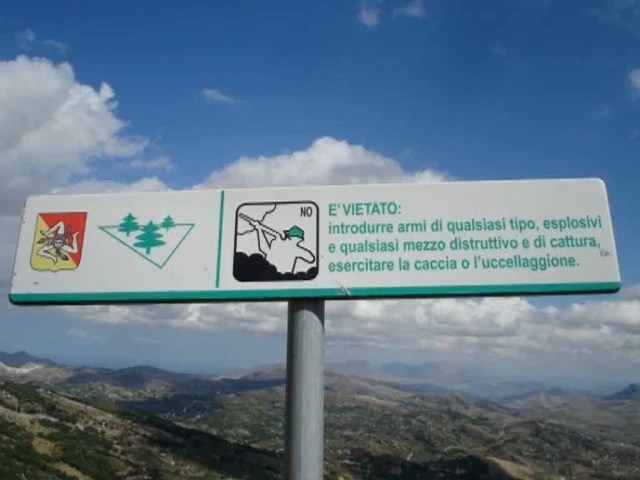 NO
E' VIETATO:
introdurre armi di qualsiasi tipo, esplosivi
e qualsiasi mezzo distruttivo e di cattura,
esercitare la caccia o l'uccellaggione.